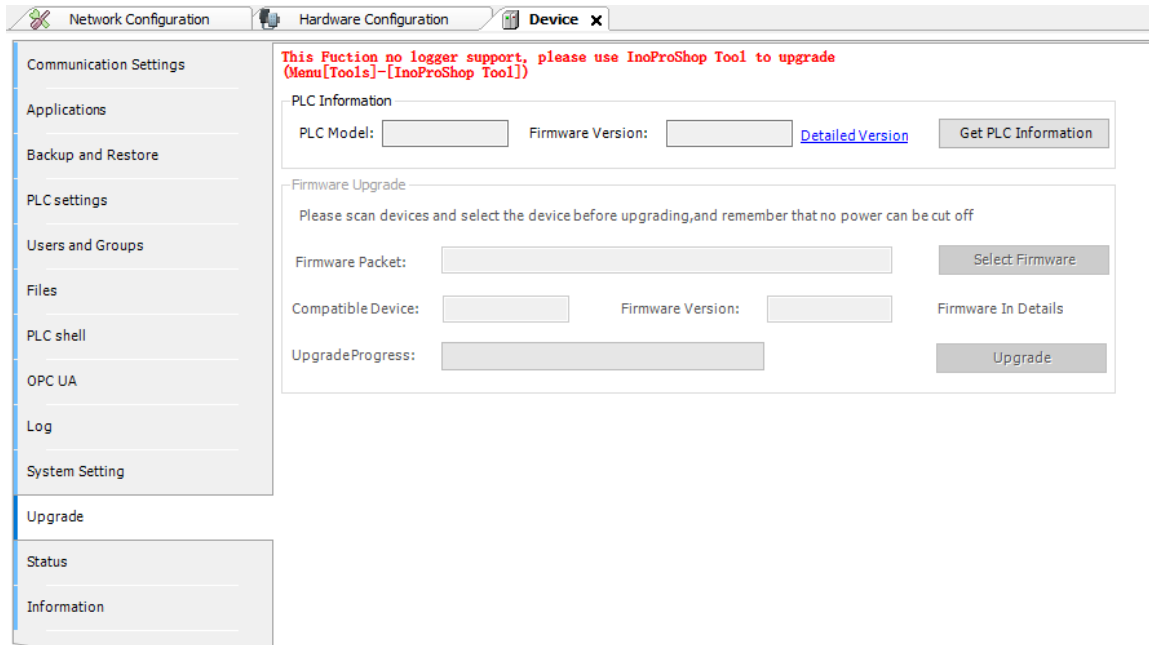 Network Configuration
Hardware Configuration
Device
Communication Settings
Applications
Backup and Restore
PLC settings
Users and Groups
Files
PLC shell
OPC UA
Log
System Setting
Upgrade
Status
Information
This Fuction no logger support, please use InoProShop Tool to upgrade
(Menu[Tools]-[InoProShop Tool])
PLC Information
PLC Model: Firmware Version: Detailed Version Get PLC Information
Firmware Upgrade
Please scan devices and select the device before upgrading,and remember that no power can be cut off
Firmware Packet: Select Firmware
Compatible Device: Firmware Version: Firmware In Details
UpgradeProgress: Upgrade